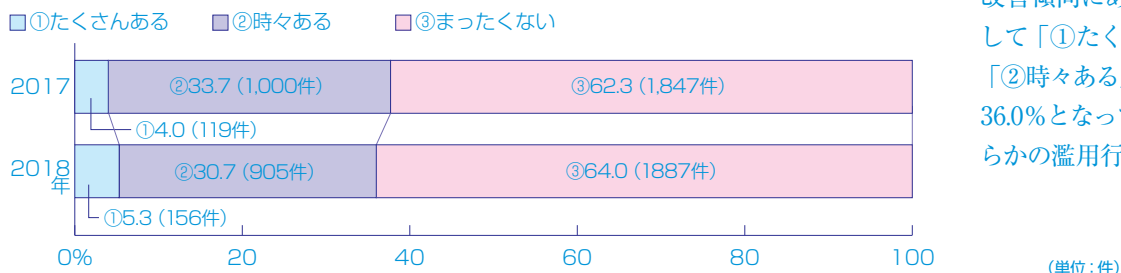 ①たくさんある ②時々ある ③まったくない
2017 ②33.7（1,000件） ③62.3（1,847件）
①4.0（119件）
2018年 ②30.7（905件） ③64.0（1887件）
①5.3（156件）
0% 20 40 60 80 100
して「①たく
「②時々ある
36.0%となっ
らかの濫用行
（単位：件）